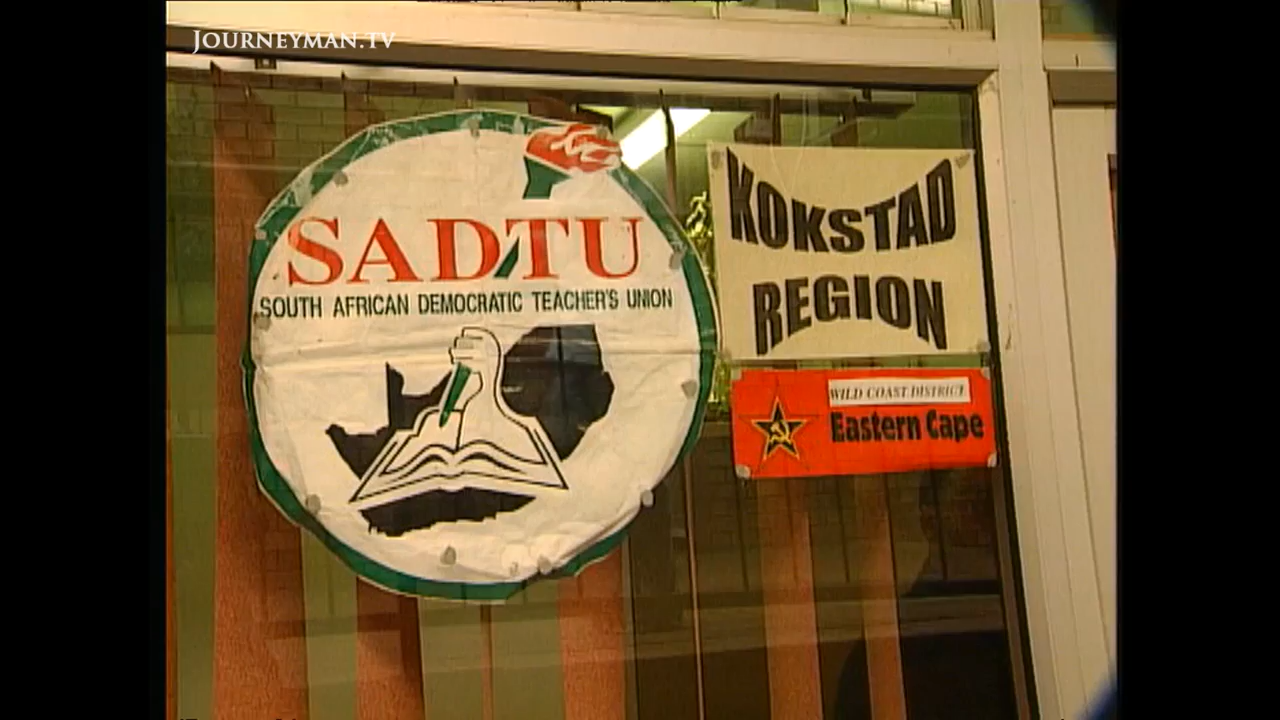 JOURNEYMAN.TV
SADTU
SOUTH AFRICAN DEMOCRATIC TEACHER'S UNION
KOKSTAD
REGION
WILD COAST DISTRICT
Eastern Cape